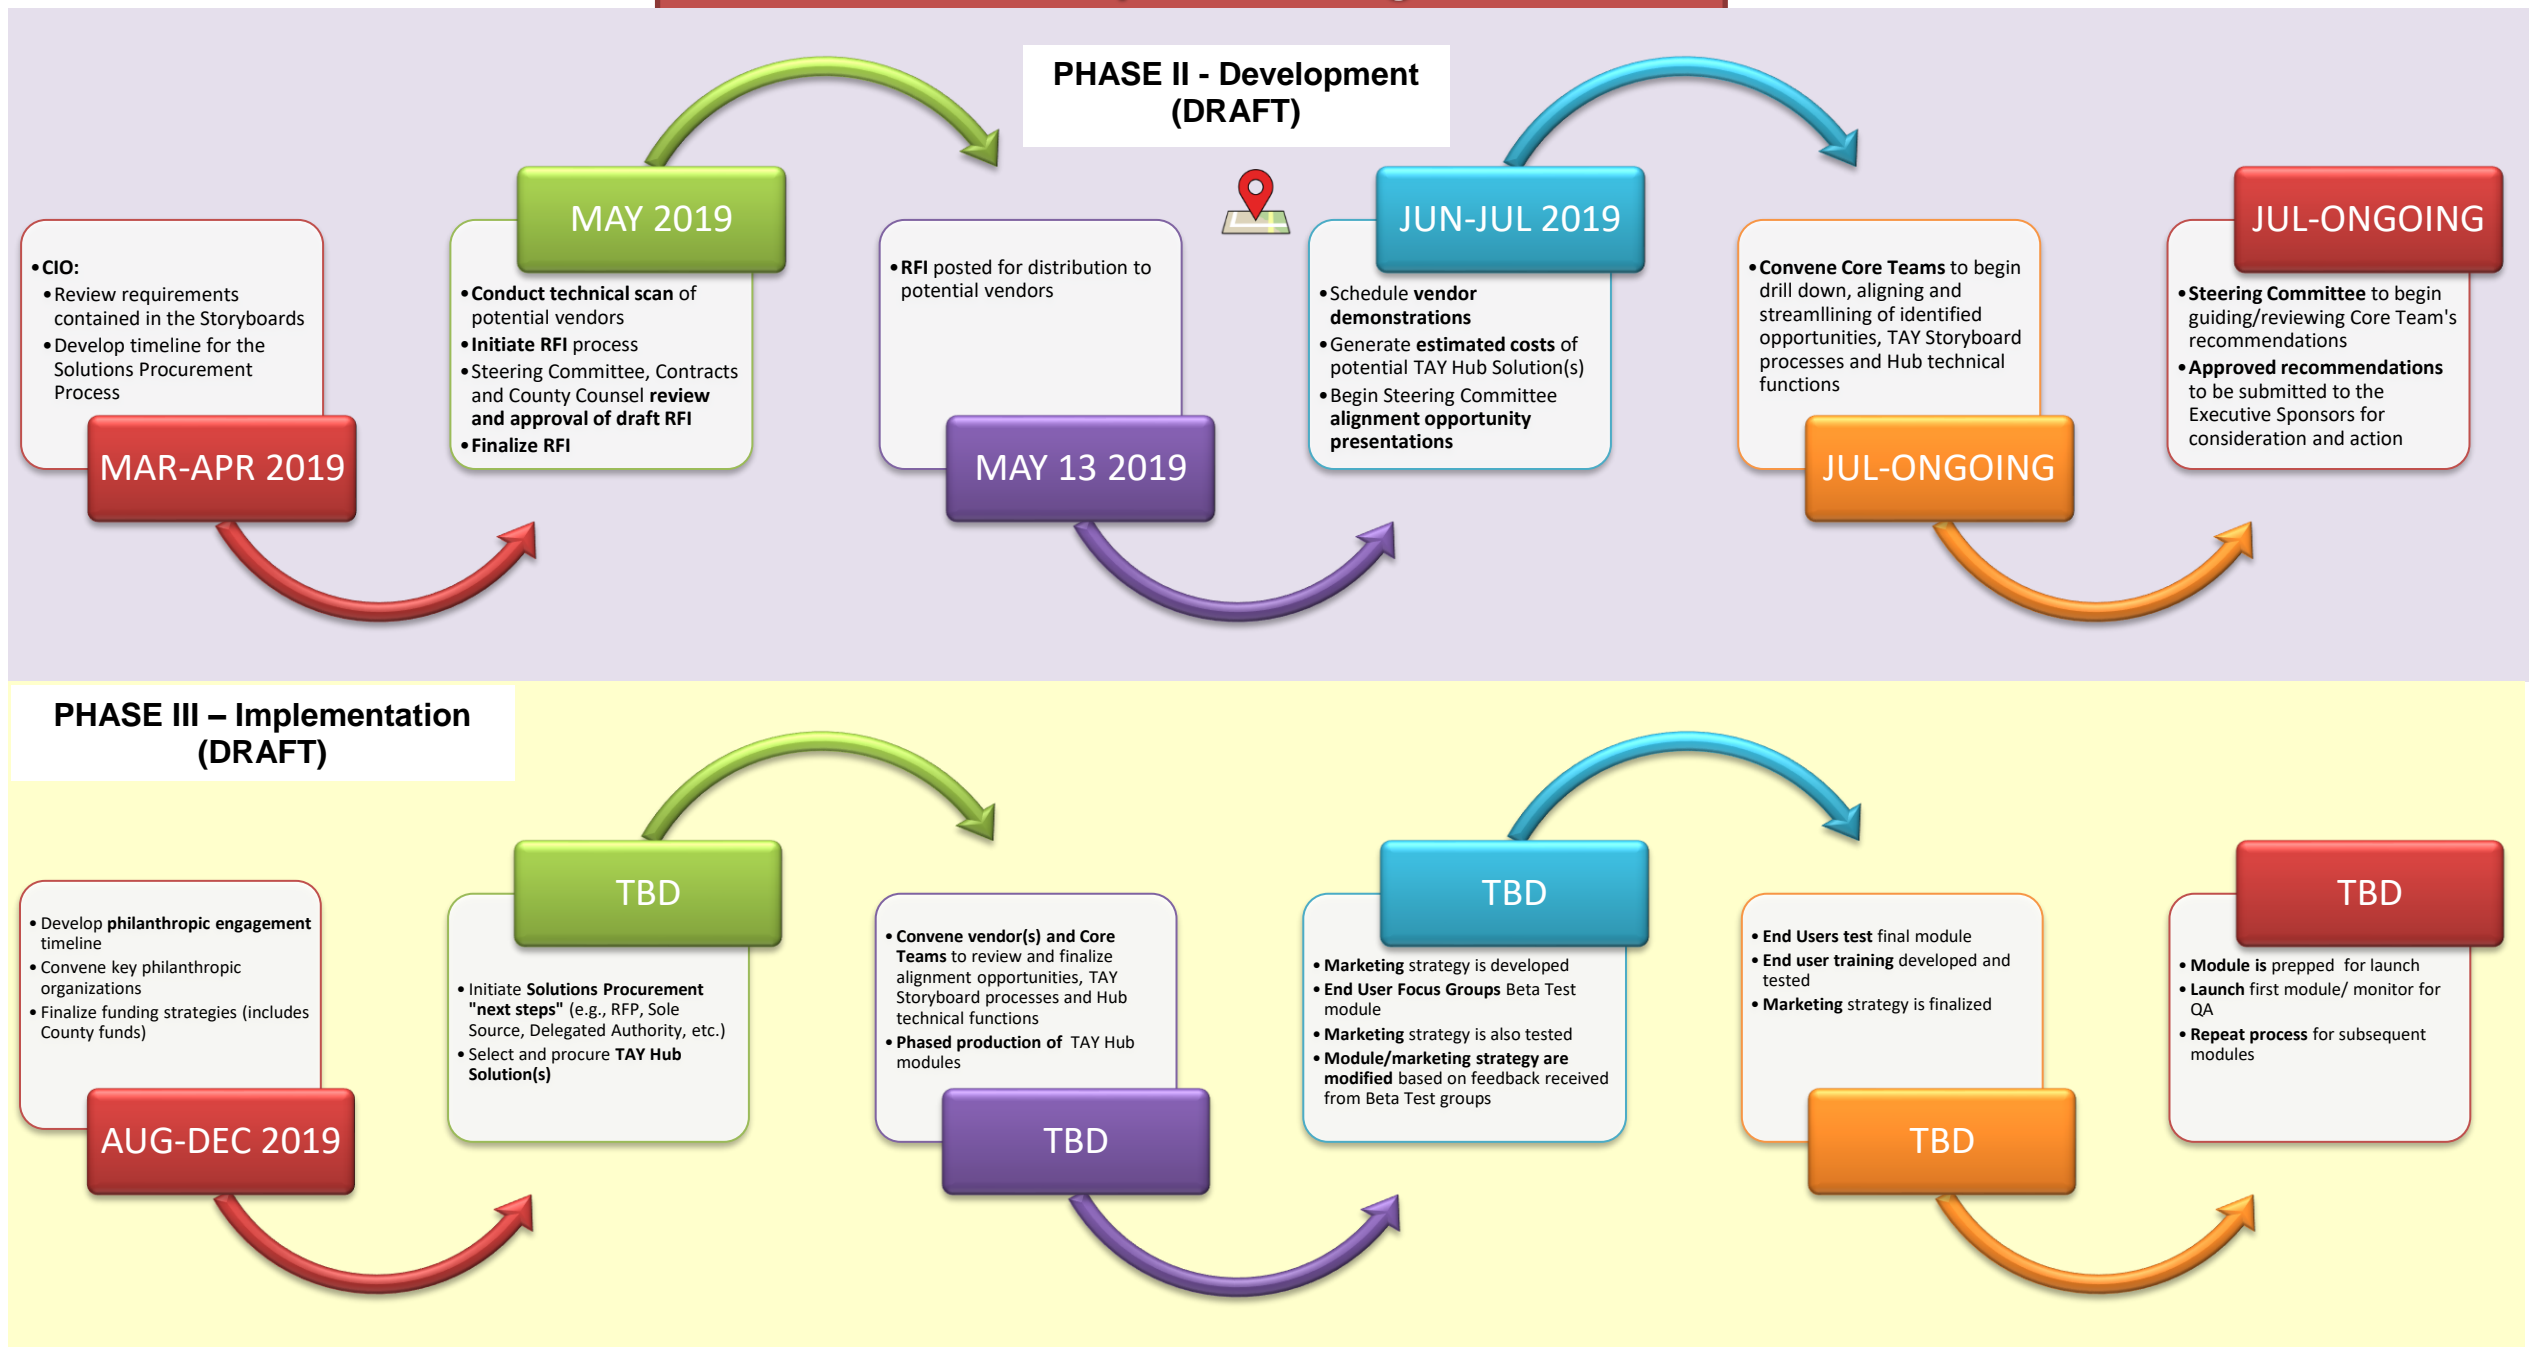 PHASE II - Development
(DRAFT)
•CIO:
•Review requirements
contained in the Storyboards
•Develop timeline for the
Solutions Procurement
Process
MAR-APR 2019
MAY 2019
•Conduct technical scan of
potential vendors
•Initiate RFI process
•Steering Committee, Contracts
and County Counsel review
and approval of draft RFI
•Finalize RFI
•RFI posted for distribution to
potential vendors
MAY 13 2019
JUN-JUL 2019
•Schedule vendor
demonstrations
•Generate estimated costs of
potential TAY Hub Solution(s)
•Begin Steering Committee
alignment opportunity
presentations
•Convene Core Teams to begin
drill down, aligning and
streamllining of identified
opportunities, TAY Storyboard
processes and Hub technical
functions
JUL-ONGOING
JUL-ONGOING
•Steering Committee to begin
guiding/reviewing Core Team's
recommendations
•Approved recommendations
to be submitted to the
Executive Sponsors for
consideration and action
PHASE III – Implementation
(DRAFT)
• Develop philanthropic engagement
timeline
• Convene key philanthropic
organizations
• Finalize funding strategies (includes
County funds)
AUG-DEC 2019
TBD
• Initiate Solutions Procurement
"next steps" (e.g., RFP, Sole
Source, Delegated Authority, etc.)
• Select and procure TAY Hub
Solution(s)
• Convene vendor(s) and Core
Teams to review and finalize
alignment opportunities, TAY
Storyboard processes and Hub
technical functions
• Phased production of TAY Hub
modules
TBD
TBD
• Marketing strategy is developed
• End User Focus Groups Beta Test
module
• Marketing strategy is also tested
• Module/marketing strategy are
modified based on feedback received
from Beta Test groups
• End Users test final module
• End user training developed and
tested
• Marketing strategy is finalized
TBD
TBD
• Module is prepped for launch
• Launch first module/ monitor for
QA
• Repeat process for subsequent
modules